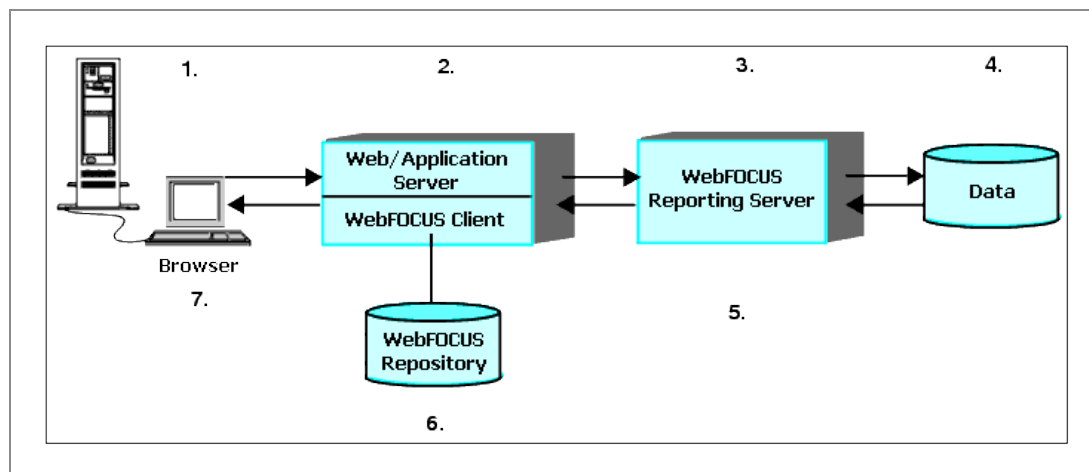 1.
2.
3.
4.
Web/Application
Server
WebFOCUS Client
WebFOCUS
Reporting Server
Data
Browser
7.
5.
WebFOCUS
Repository
6.